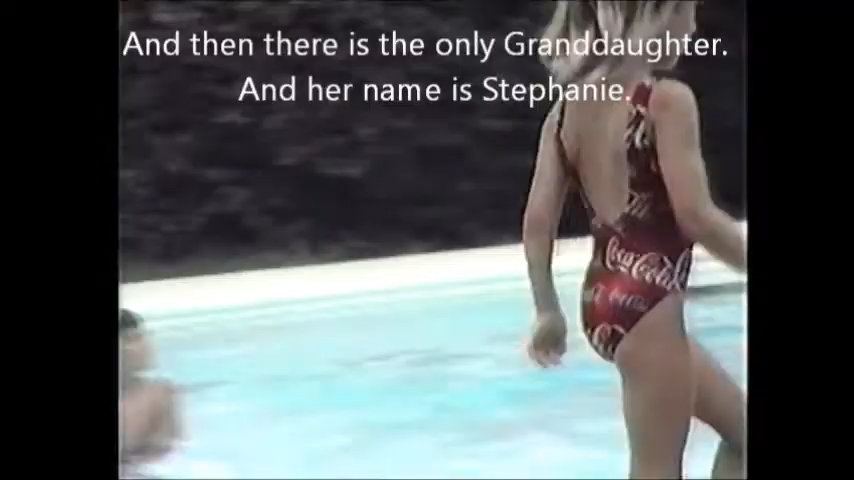 And then there is the only Granddaughter.
And her name is Stephanie.
Coca-Cola